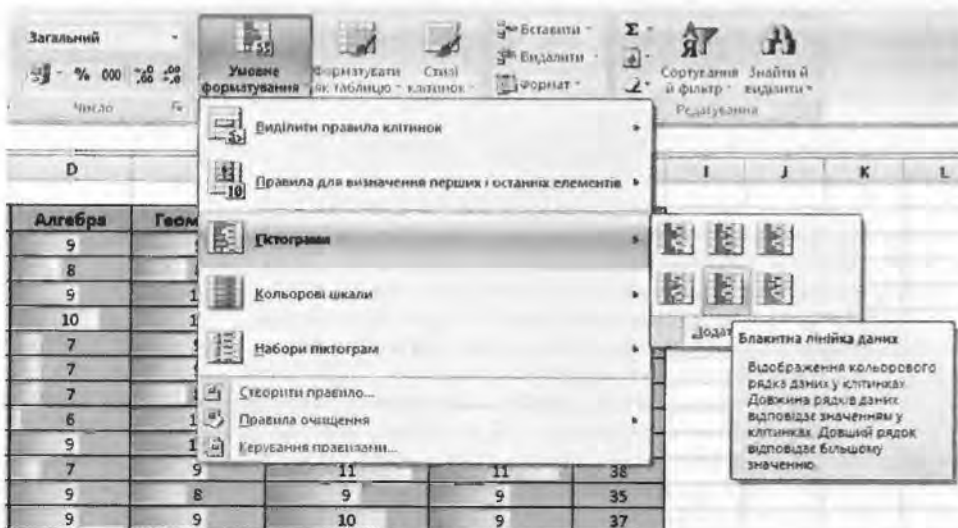 Загальний
% 000
Число
Умовне
форматування
Форматувати
як таблицю
Стилі
клітинок
Вставити
Видалити
Формат
Σ
Сортування
й фільтр
Знайти й
виділити
Редагування
Виділити правила клітинок
Правила для визначення перших і останніх елементів
Гістограми
Кольорові шкали
Набори піктограм
Створити правило...
Правила очищення
Керування правилами...
Блакитна лінійка даних
Відображення кольорового
рядка даних у клітинках.
Довжина рядків даних
відповідає значенням у
клітинках. Довший рядок
відповідає більшому
значенню.
D I J K L
Алгебра
9
8
9
10
7
7
7
6
9
7 9 11 11 38
9 8 9 9 35
9 9 10 9 37